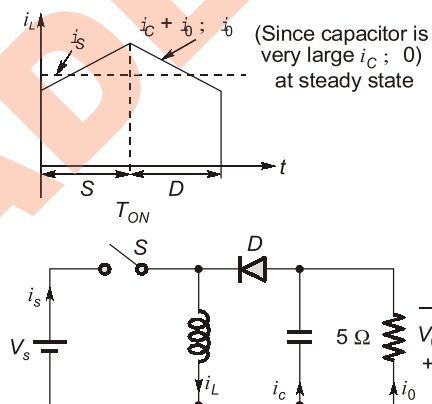 i_L
i_S
i_C + i_0 ; i_0
(Since capacitor is
very large i_C ; 0)
at steady state
t
S
D
T_ON
S
D
i_s
V_s
5 Ω
–
+
i_L
i_c
i_0